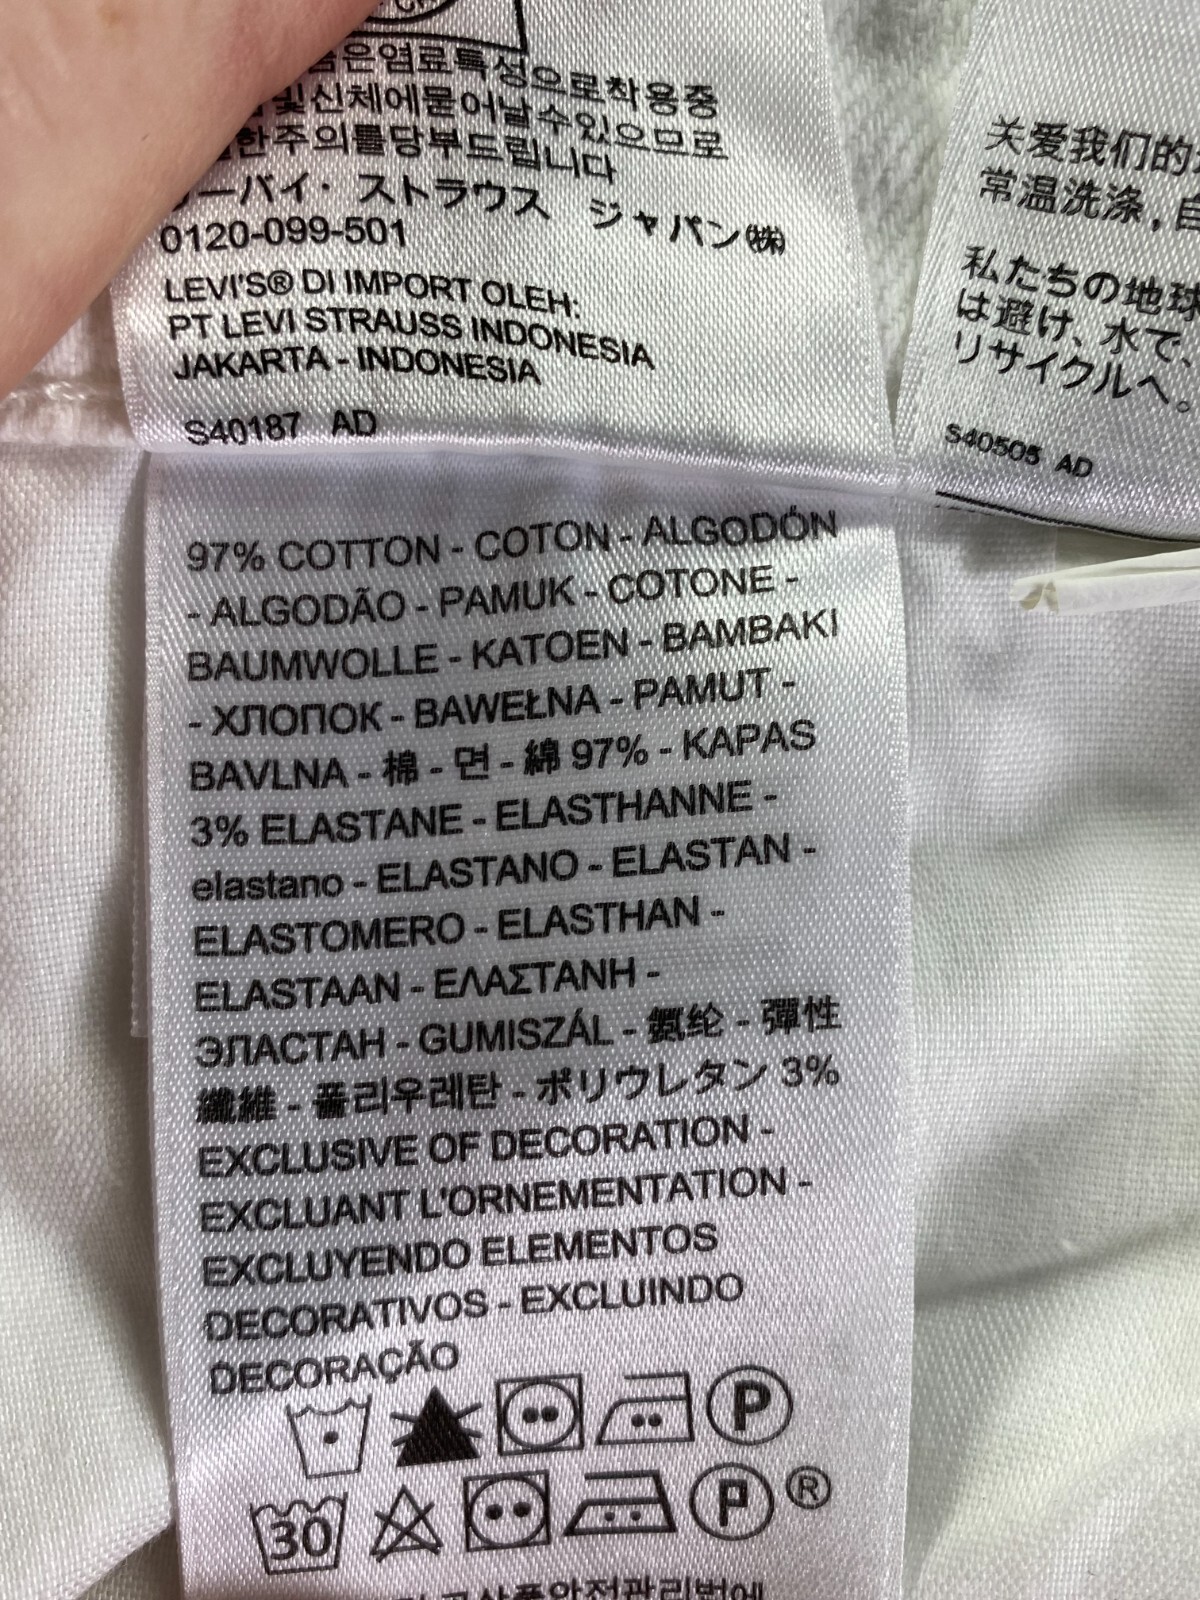 은염료특성으로착용중
및신체에묻어날수있으므로
한주의를당부드립니다
ーバイ・ストラウス ジャパン㈱
0120-099-501
LEVI'S® DI IMPORT OLEH:
PT LEVI STRAUSS INDONESIA
JAKARTA - INDONESIA
S40187 AD
关爱我们的
常温洗涤,自
私たちの地球
は避け、水で、
リサイクルへ。
S40505 AD
97% COTTON - COTON - ALGODÓN
- ALGODÃO - PAMUK - COTONE -
BAUMWOLLE - KATOEN - BAMBAKI
- ХЛОПОК - BAWEŁNA - PAMUT -
BAVLNA - 棉 - 면 - 綿 97% - KAPAS
3% ELASTANE - ELASTHANNE -
elastano - ELASTANO - ELASTAN -
ELASTOMERO - ELASTHAN -
ELASTAAN - ΕΛΑΣΤΑΝΗ -
ЭЛАСТАН - GUMISZÁL - 氨纶 - 彈性
纖維 - 폴리우레탄 - ポリウレタン 3%
EXCLUSIVE OF DECORATION -
EXCLUANT L'ORNEMENTATION -
EXCLUYENDO ELEMENTOS
DECORATIVOS - EXCLUINDO
DECORAÇÃO
P
30 P ®